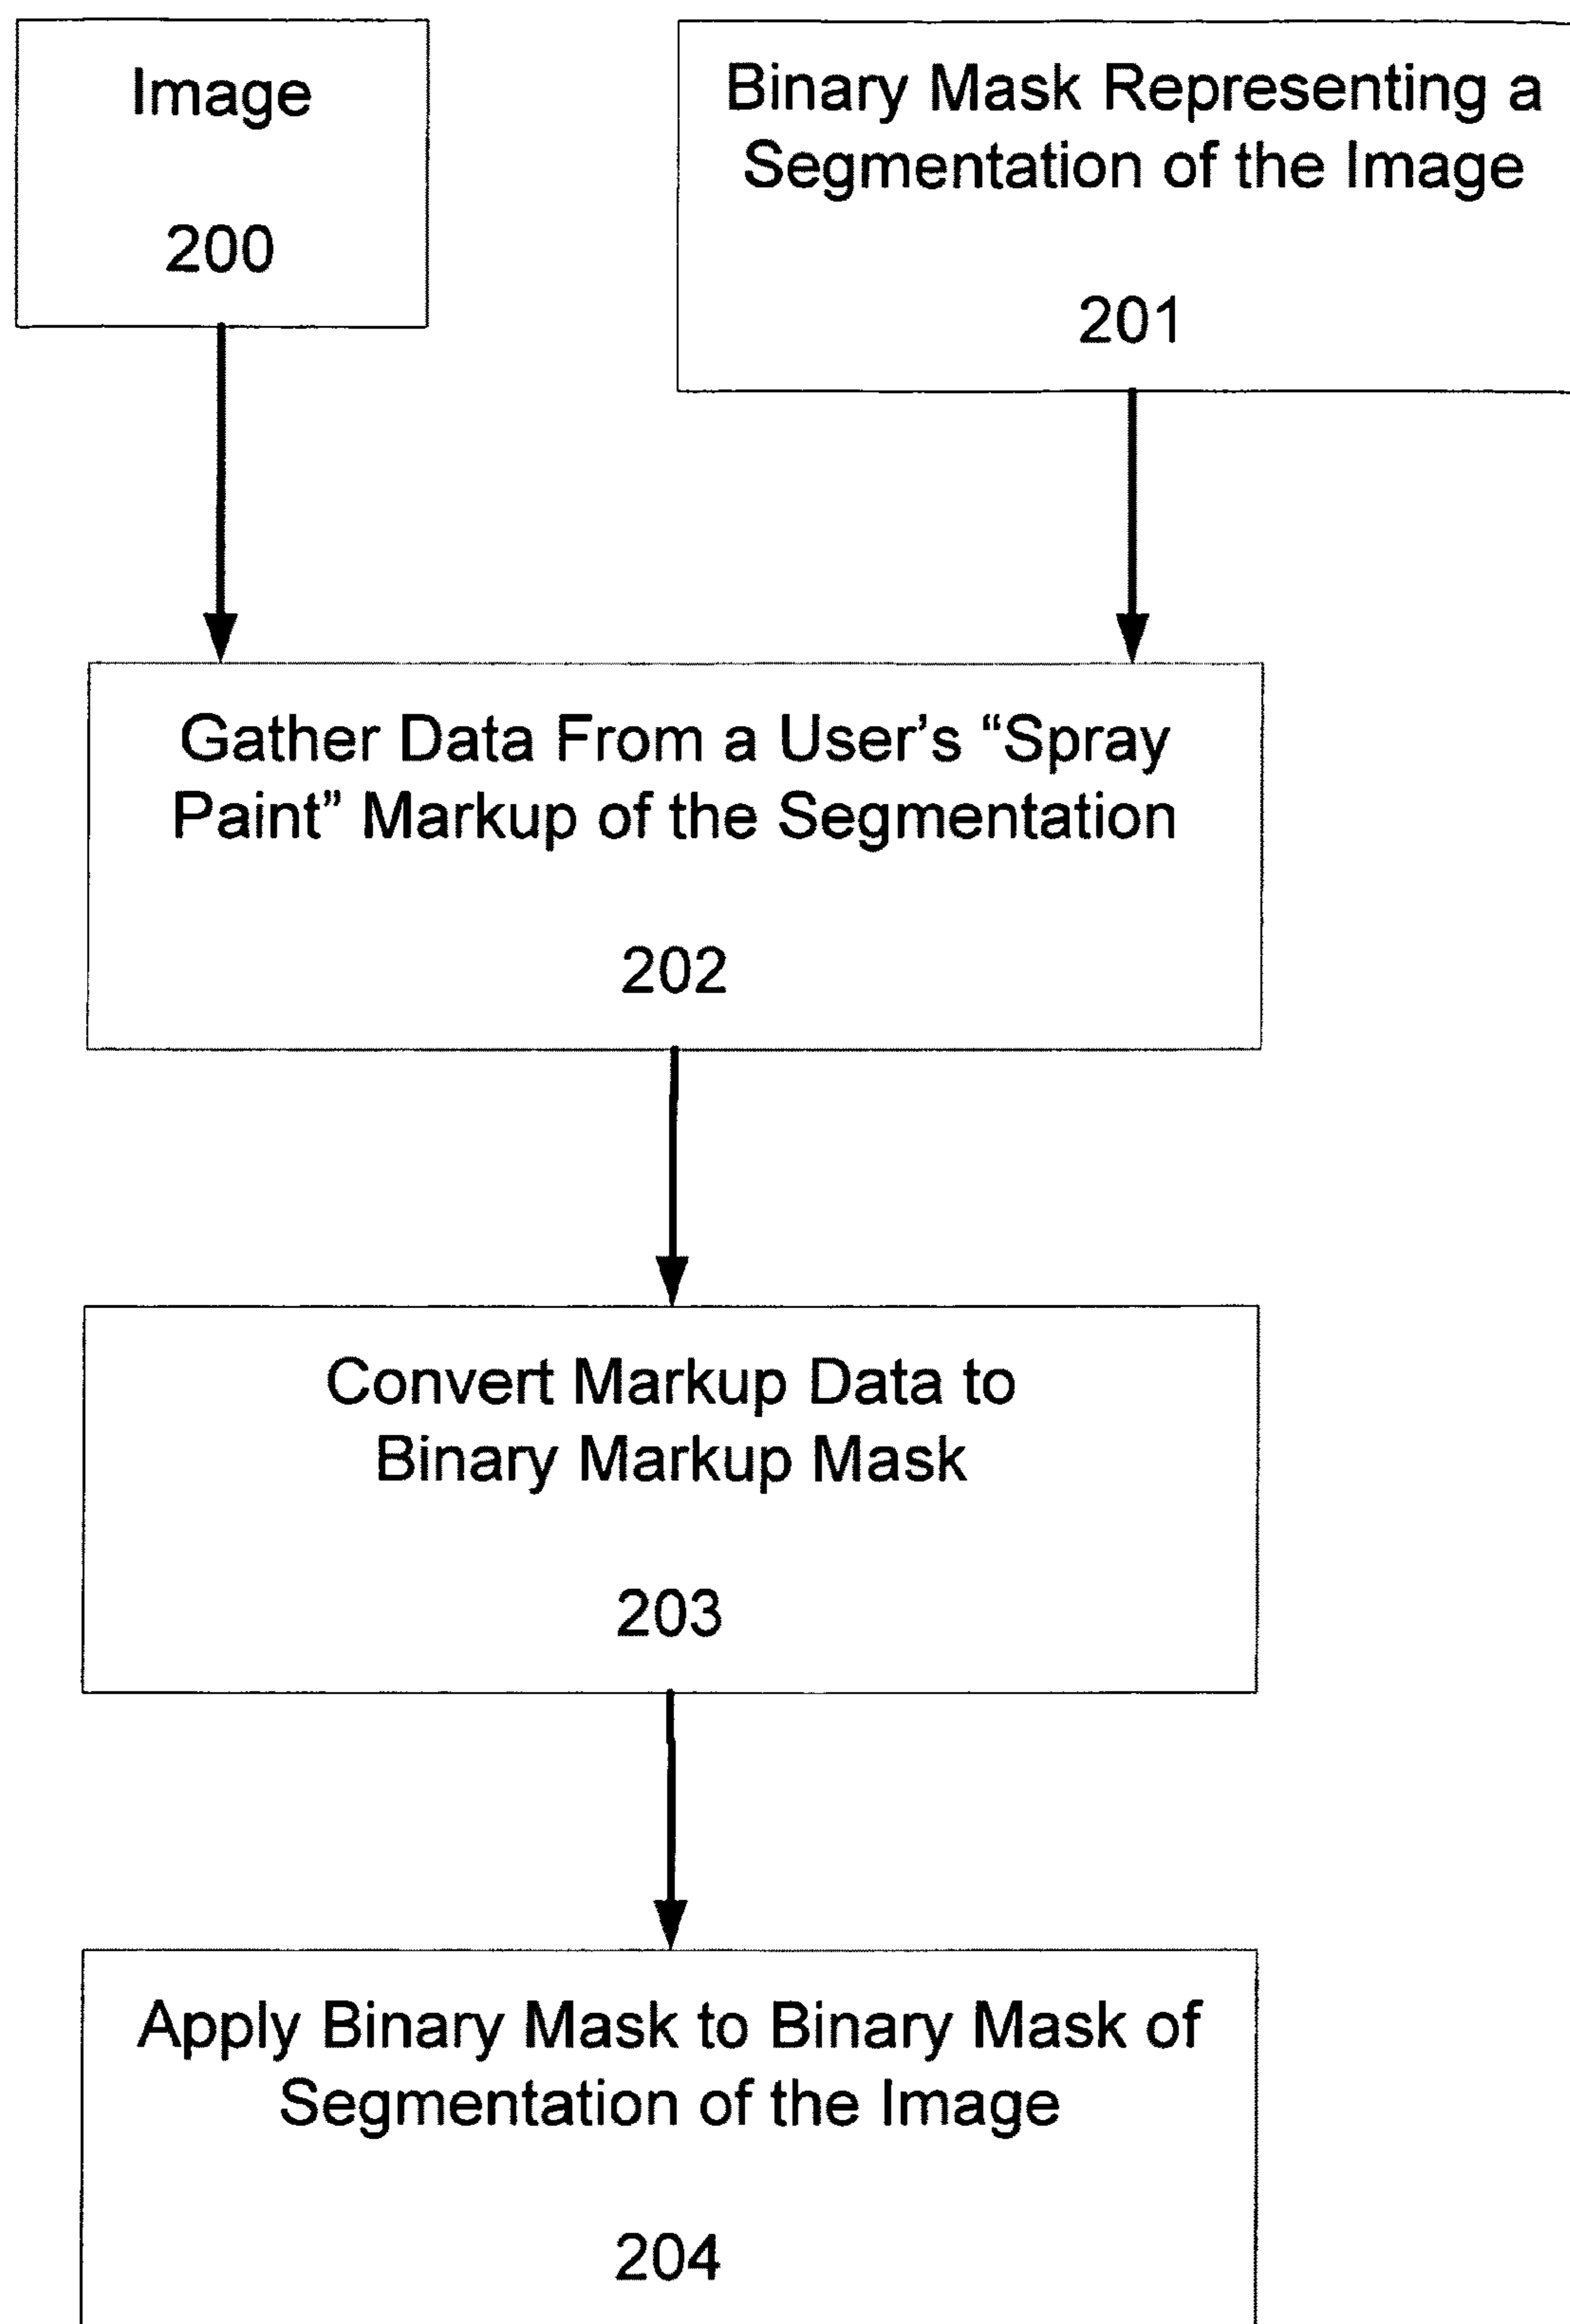 Image
200
Binary Mask Representing a
Segmentation of the Image
201
Gather Data From a User’s “Spray
Paint” Markup of the Segmentation
202
Convert Markup Data to
Binary Markup Mask
203
Apply Binary Mask to Binary Mask of
Segmentation of the Image
204